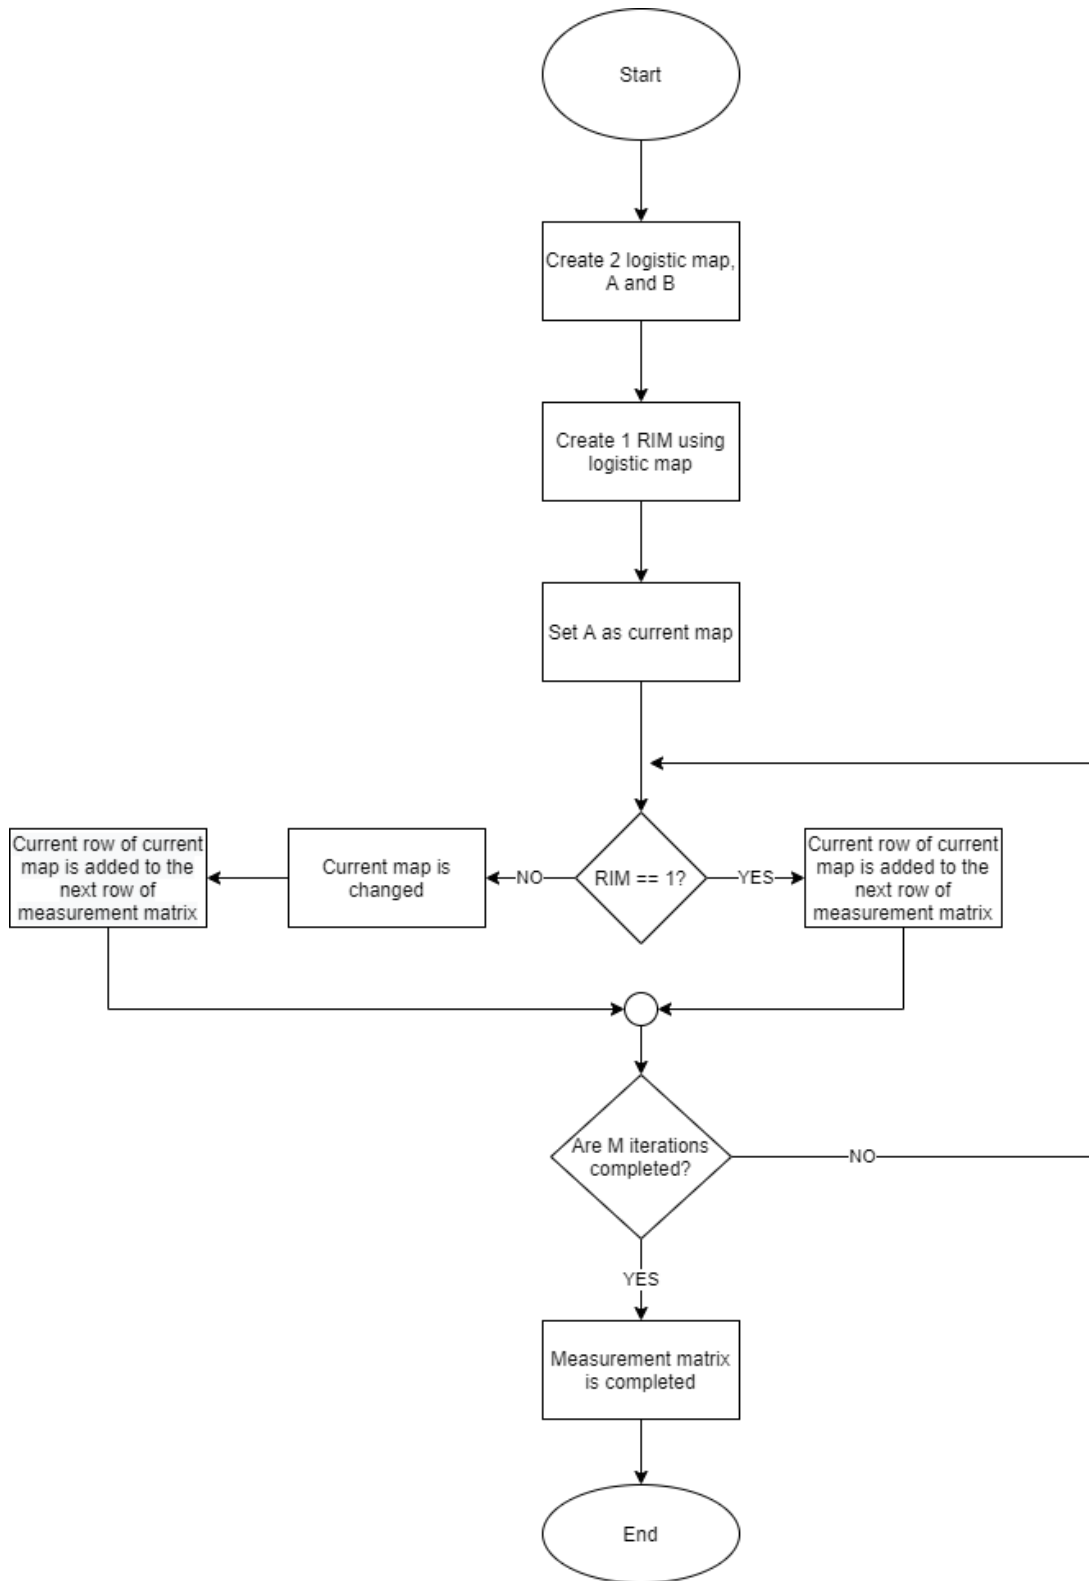 Start
Create 2 logistic map,
A and B
Create 1 RIM using
logistic map
Set A as current map
Current row of current
map is added to the
next row of
measurement matrix
Current map is
changed
NO
RIM == 1?
YES
Current row of current
map is added to the
next row of
measurement matrix
Are M iterations
completed?
NO
YES
Measurement matrix
is completed
End